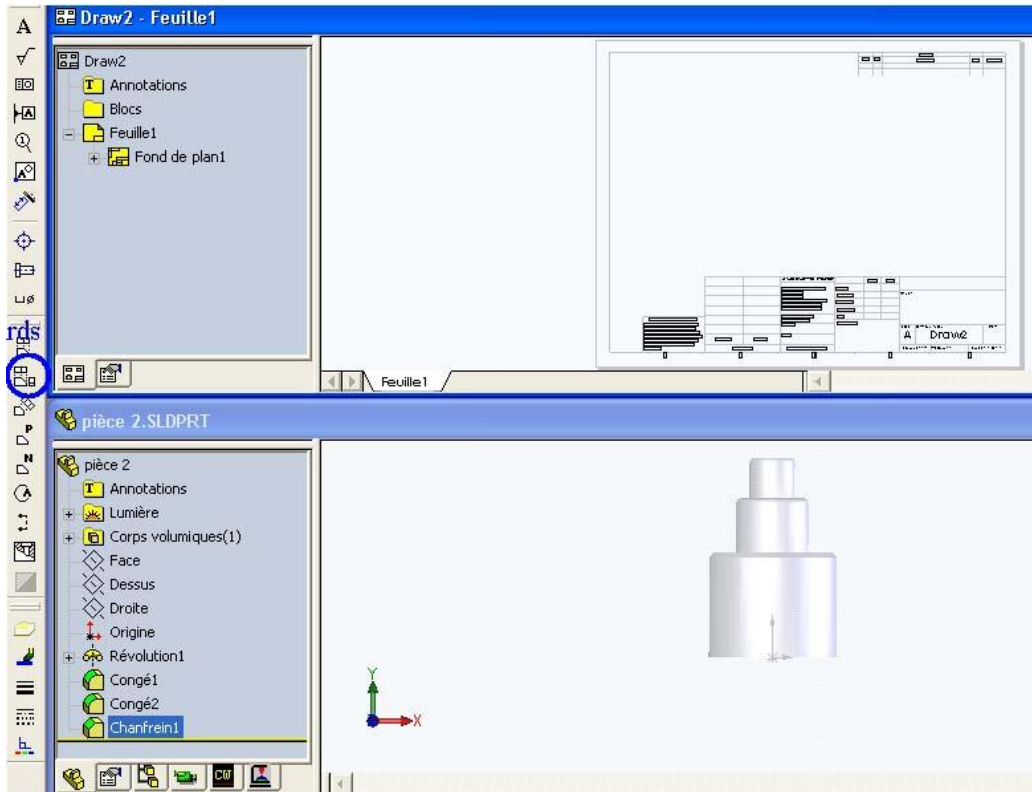 Draw2 - Feuille1
Draw2
Annotations
Blocs
Feuille1
Fond de plan1
A
Draw2
Feuille1
rds
pièce 2.SLDPRT
pièce 2
Annotations
Lumière
Corps volumiques(1)
Face
Dessus
Droite
Origine
Révolution1
Congé1
Congé2
Chanfrein1
Y
X